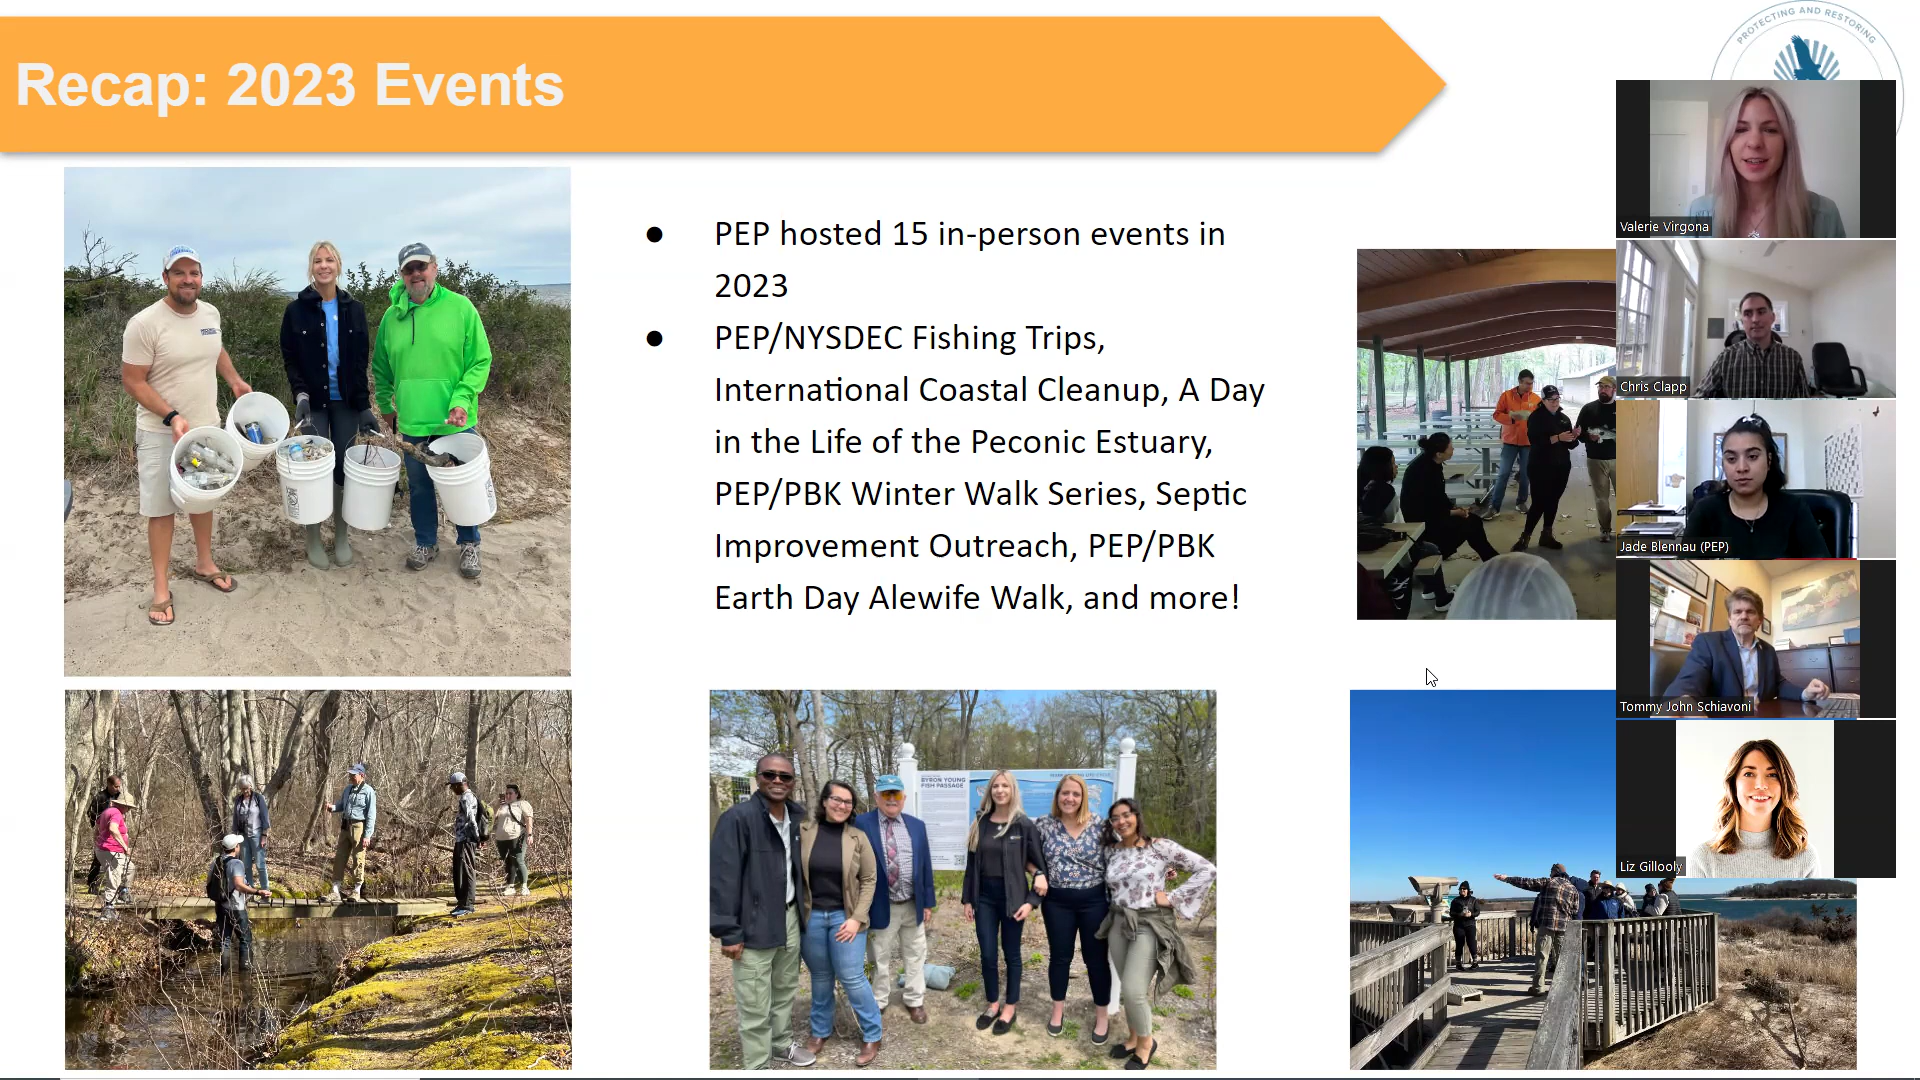 Recap: 2023 Events
PROTECTING AND RESTORING
● PEP hosted 15 in-person events in
2023
● PEP/NYSDEC Fishing Trips,
International Coastal Cleanup, A Day
in the Life of the Peconic Estuary,
PEP/PBK Winter Walk Series, Septic
Improvement Outreach, PEP/PBK
Earth Day Alewife Walk, and more!
Valerie Virgona
Chris Clapp
Jade Blennau (PEP)
Tommy John Schiavoni
Liz Gillooly
BYRON YOUNG
FISH PASSAGE